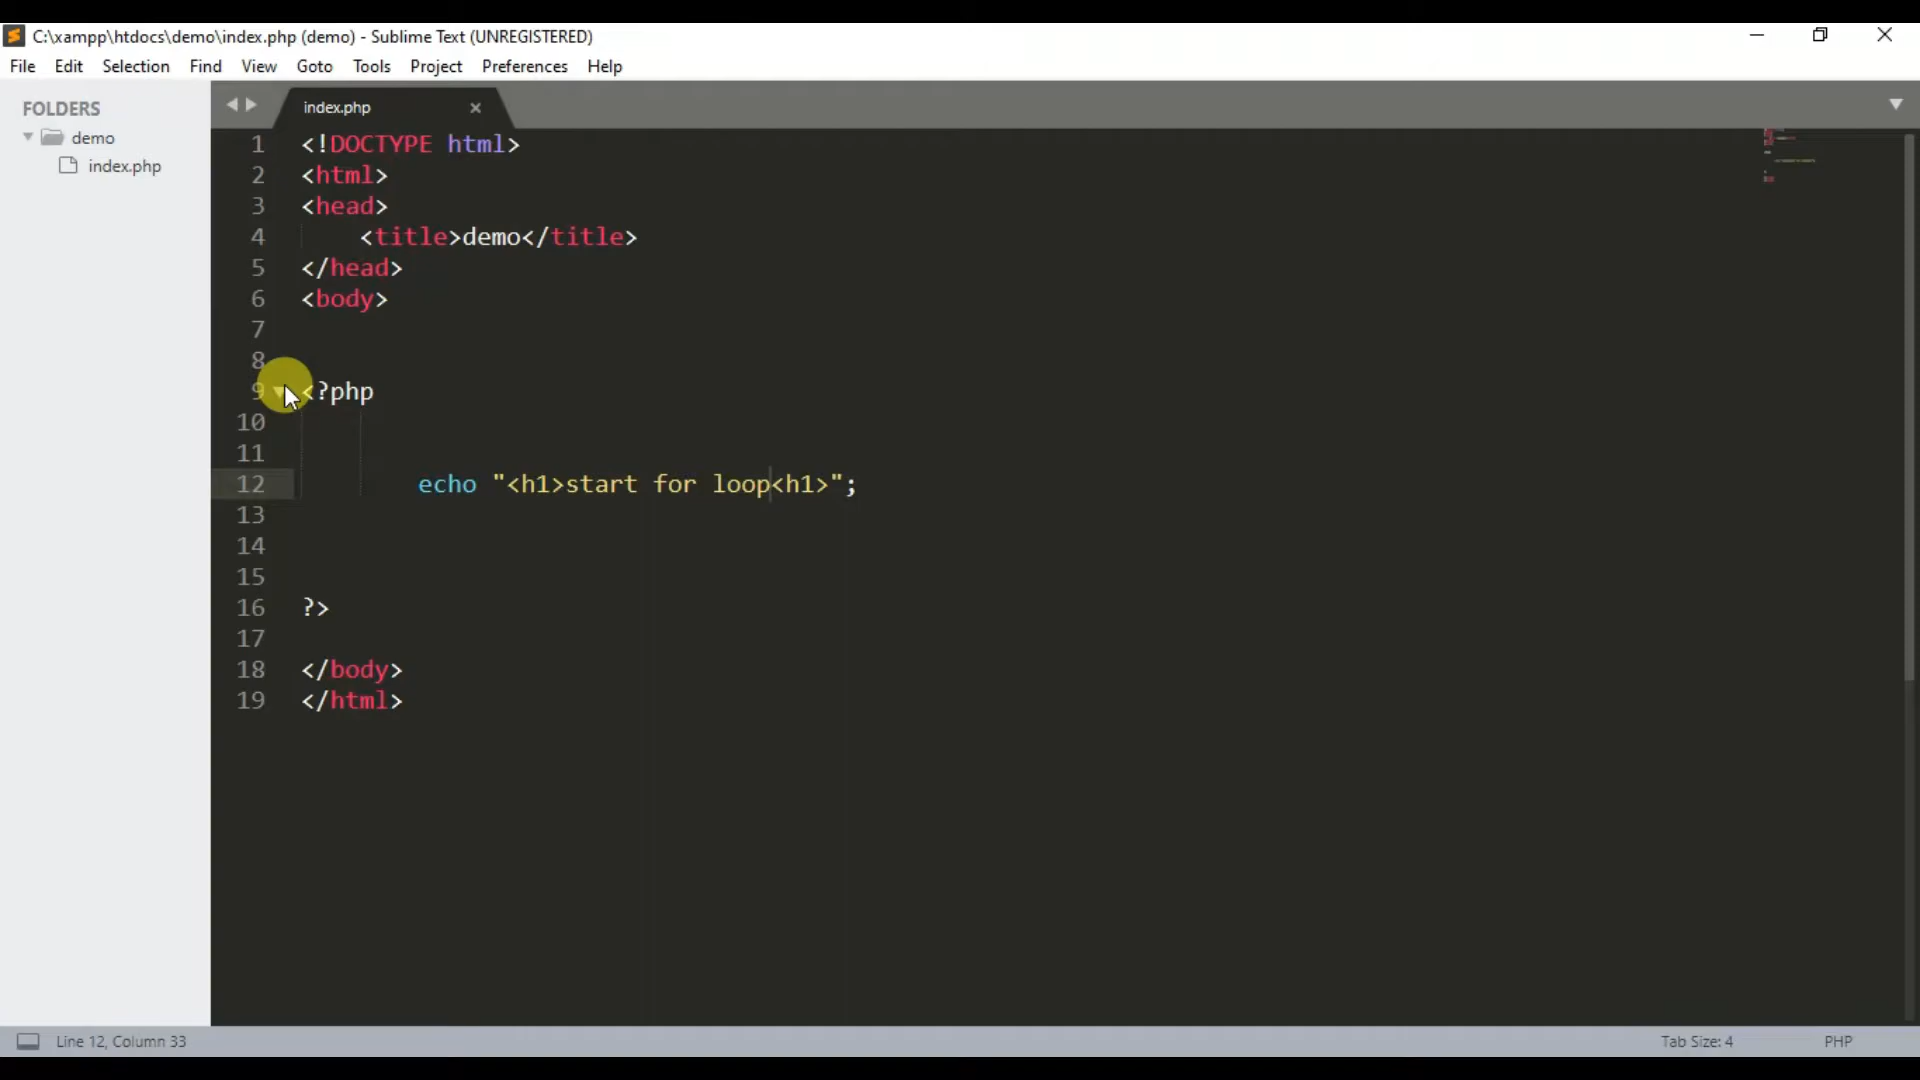 C:\xampp\htdocs\demo\index.php (demo) - Sublime Text (UNREGISTERED)
File Edit Selection Find View Goto Tools Project Preferences Help
FOLDERS
demo
index.php
index.php
1 <!DOCTYPE html>
2 <html>
3 <head>
4 <title>demo</title>
5 </head>
6 <body>
7
8
9 <?php
10
11
12 echo "<h1>start for loop<h1>";
13
14
15
16 ?>
17
18 </body>
19 </html>
Line 12, Column 33
Tab Size: 4
PHP